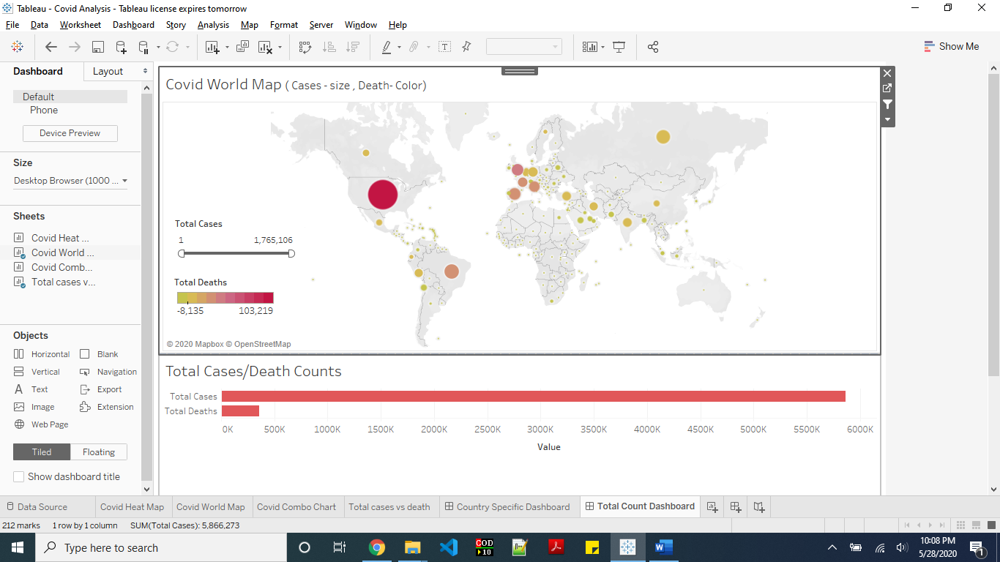 Tableau - Covid Analysis - Tableau license expires tomorrow
File Data Worksheet Dashboard Story Analysis Map Format Server Window Help
Show Me
Dashboard Layout
Default
Phone
Device Preview
Size
Desktop Browser (1000 ...
Sheets
Covid Heat ...
Covid World ...
Covid Comb...
Total cases v...
Objects
Horizontal Blank
Vertical Navigation
Text Export
Image Extension
Web Page
Tiled Floating
Show dashboard title
Covid World Map ( Cases - size , Death- Color)
Total Cases
1 1,765,106
Total Deaths
-8,135 103,219
© 2020 Mapbox © OpenStreetMap
Total Cases/Death Counts
Total Cases
Total Deaths
0K 500K 1000K 1500K 2000K 2500K 3000K 3500K 4000K 4500K 5000K 5500K 6000K
Value
Data Source Covid Heat Map Covid World Map Covid Combo Chart Total cases vs death Country Specific Dashboard Total Count Dashboard
212 marks 1 row by 1 column SUM(Total Cases): 5,866,273
Type here to search
COD
10
W
10:08 PM
5/28/2020
1